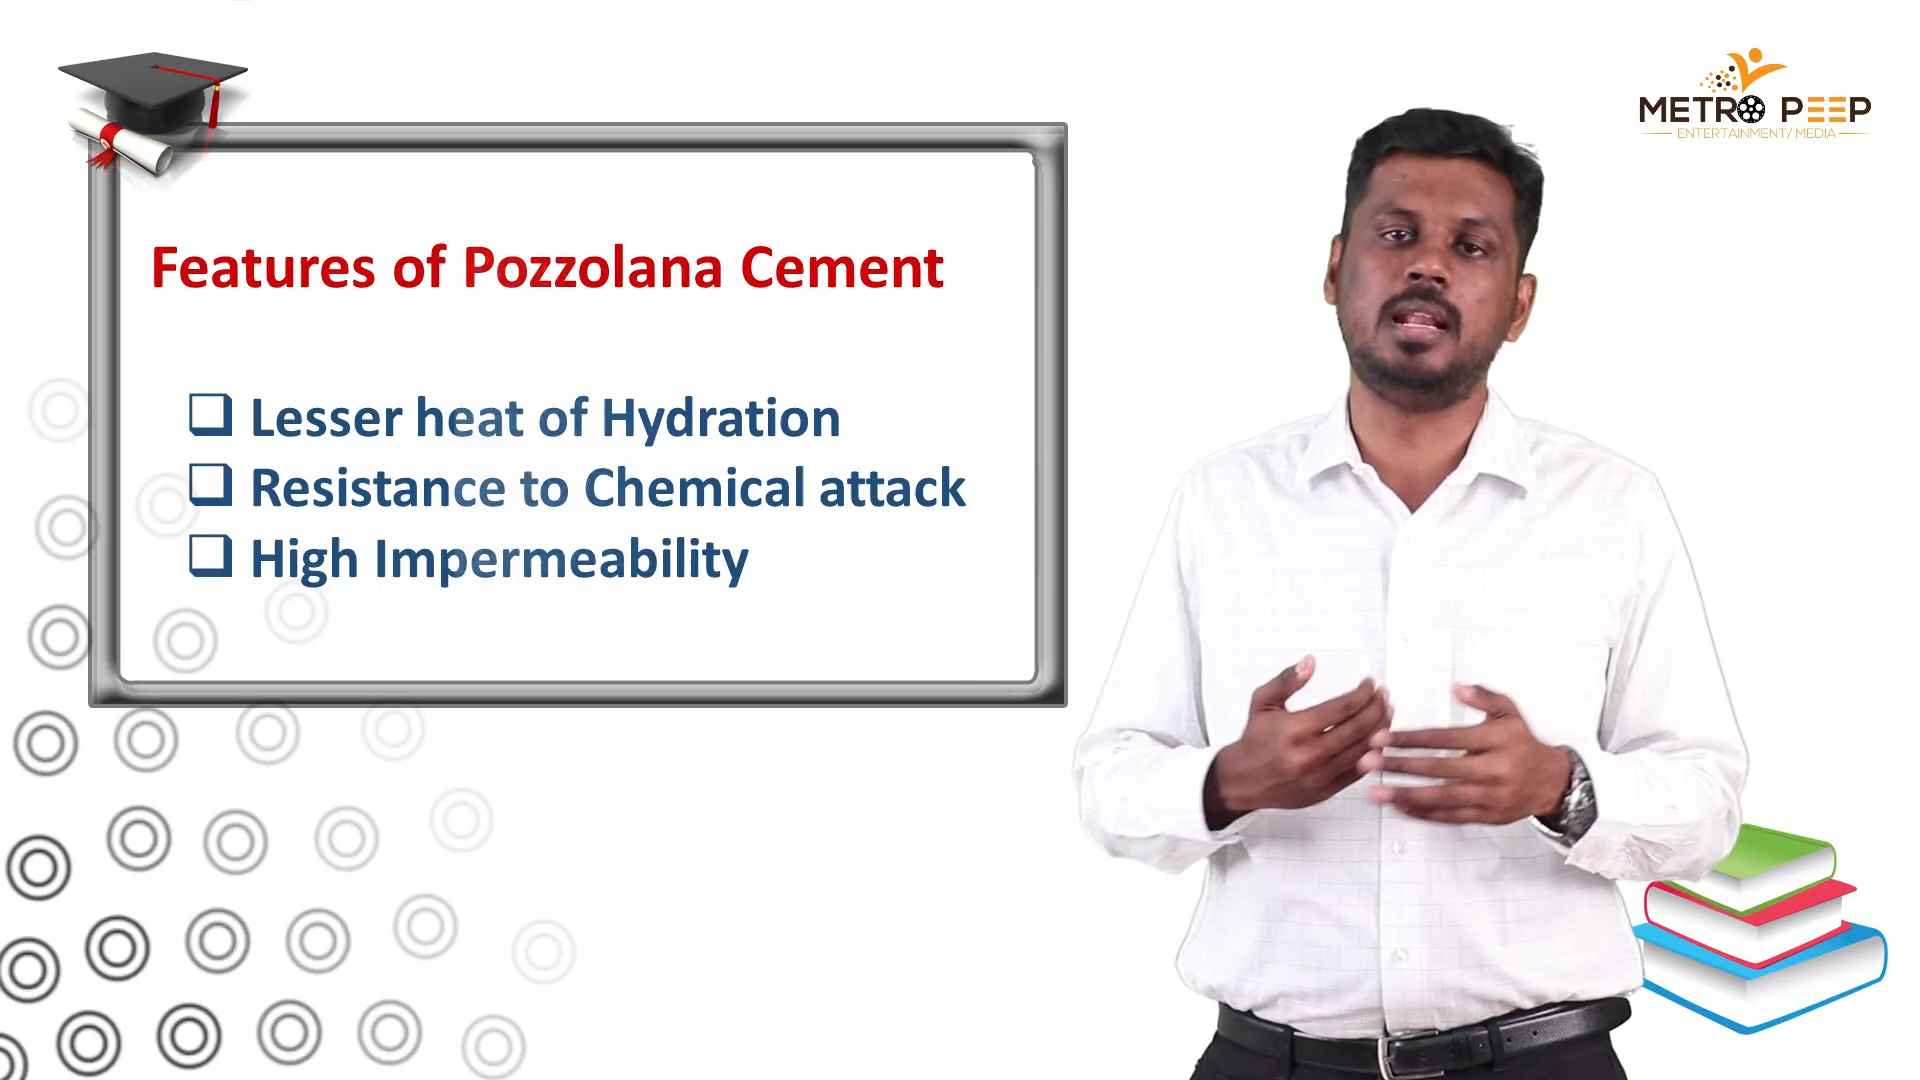 METRO PEEP
ENTERTAINMENT/ MEDIA
Features of Pozzolana Cement
Lesser heat of Hydration
Resistance to Chemical attack
High Impermeability